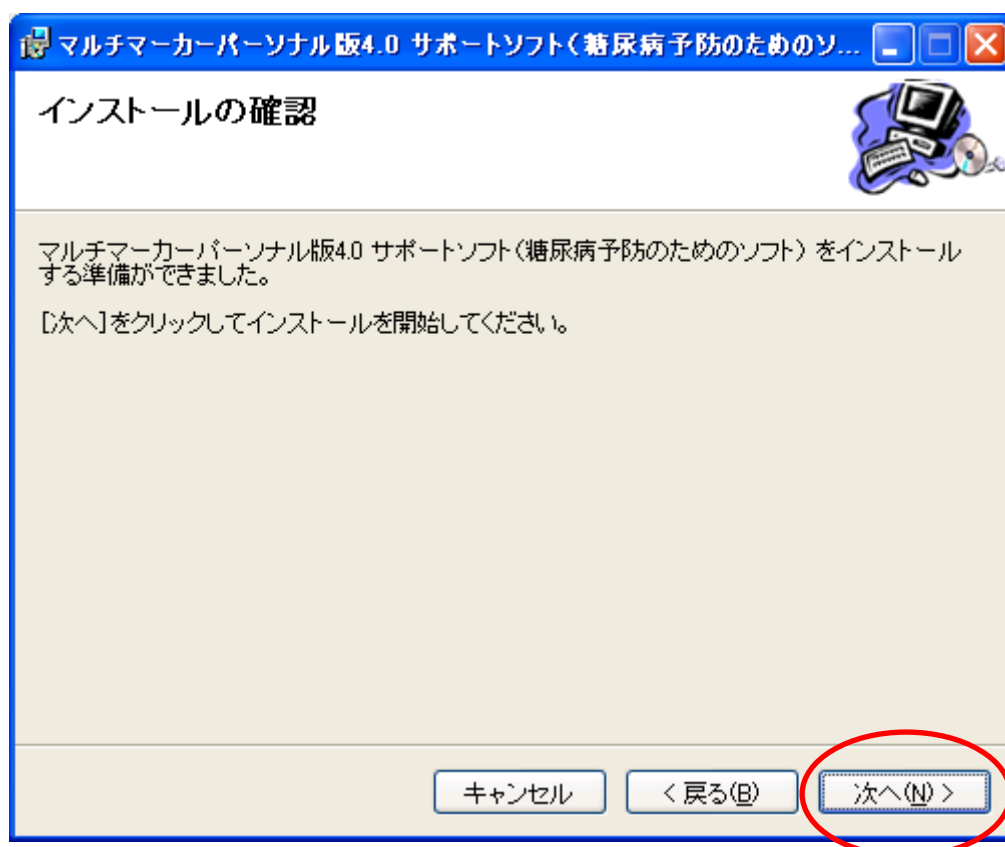 マルチマーカーパーソナル版4.0 サポートソフト(糖尿病予防のためのソ...
インストールの確認
マルチマーカーパーソナル版4.0 サポートソフト(糖尿病予防のためのソフト) をインストール
する準備ができました。
[次へ]をクリックしてインストールを開始してください。
キャンセル
< 戻る(B)
次へ(N) >